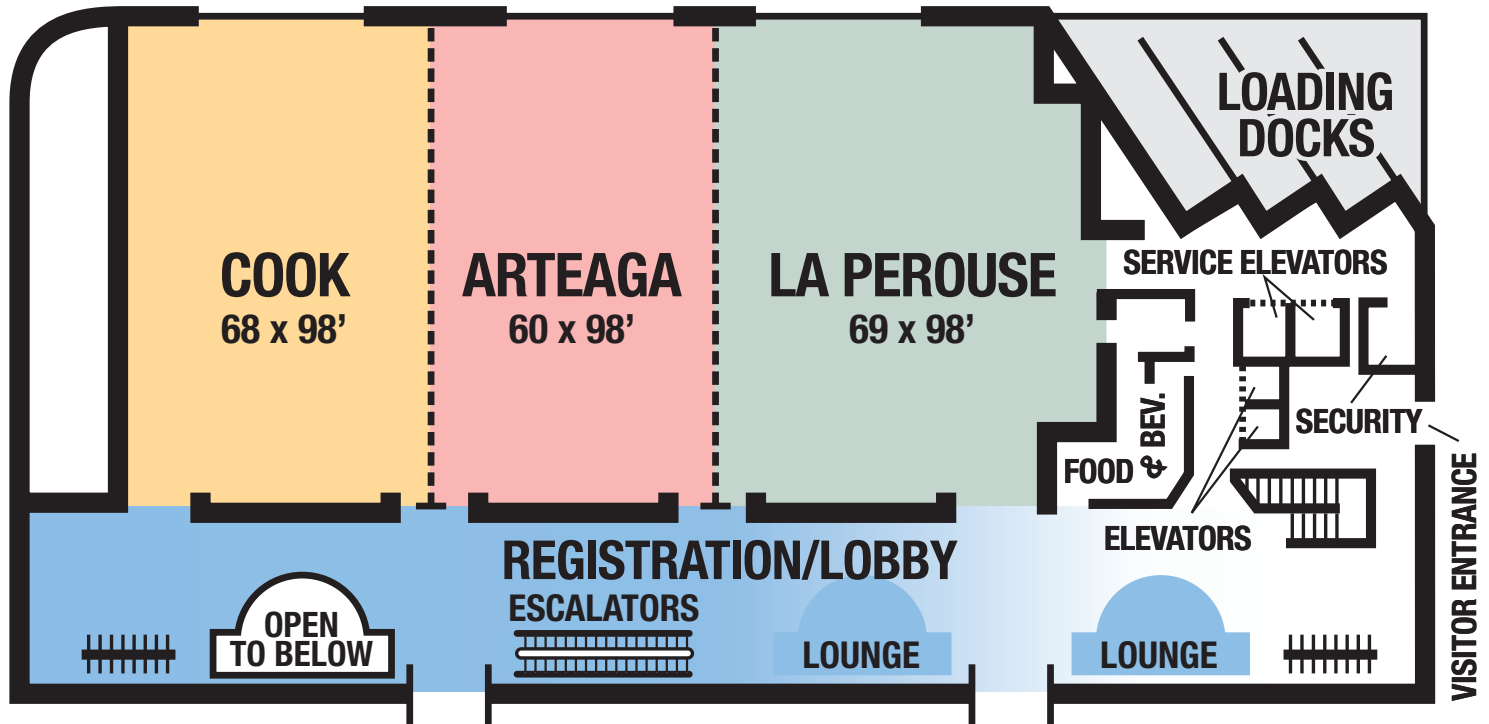 LOADING
DOCKS
COOK
68 x 98’
ARTEAGA
60 x 98’
LA PEROUSE
69 x 98’
SERVICE ELEVATORS
SECURITY
FOOD
& BEV.
ELEVATORS
VISITOR ENTRANCE
REGISTRATION/LOBBY
ESCALATORS
OPEN
TO BELOW
LOUNGE
LOUNGE